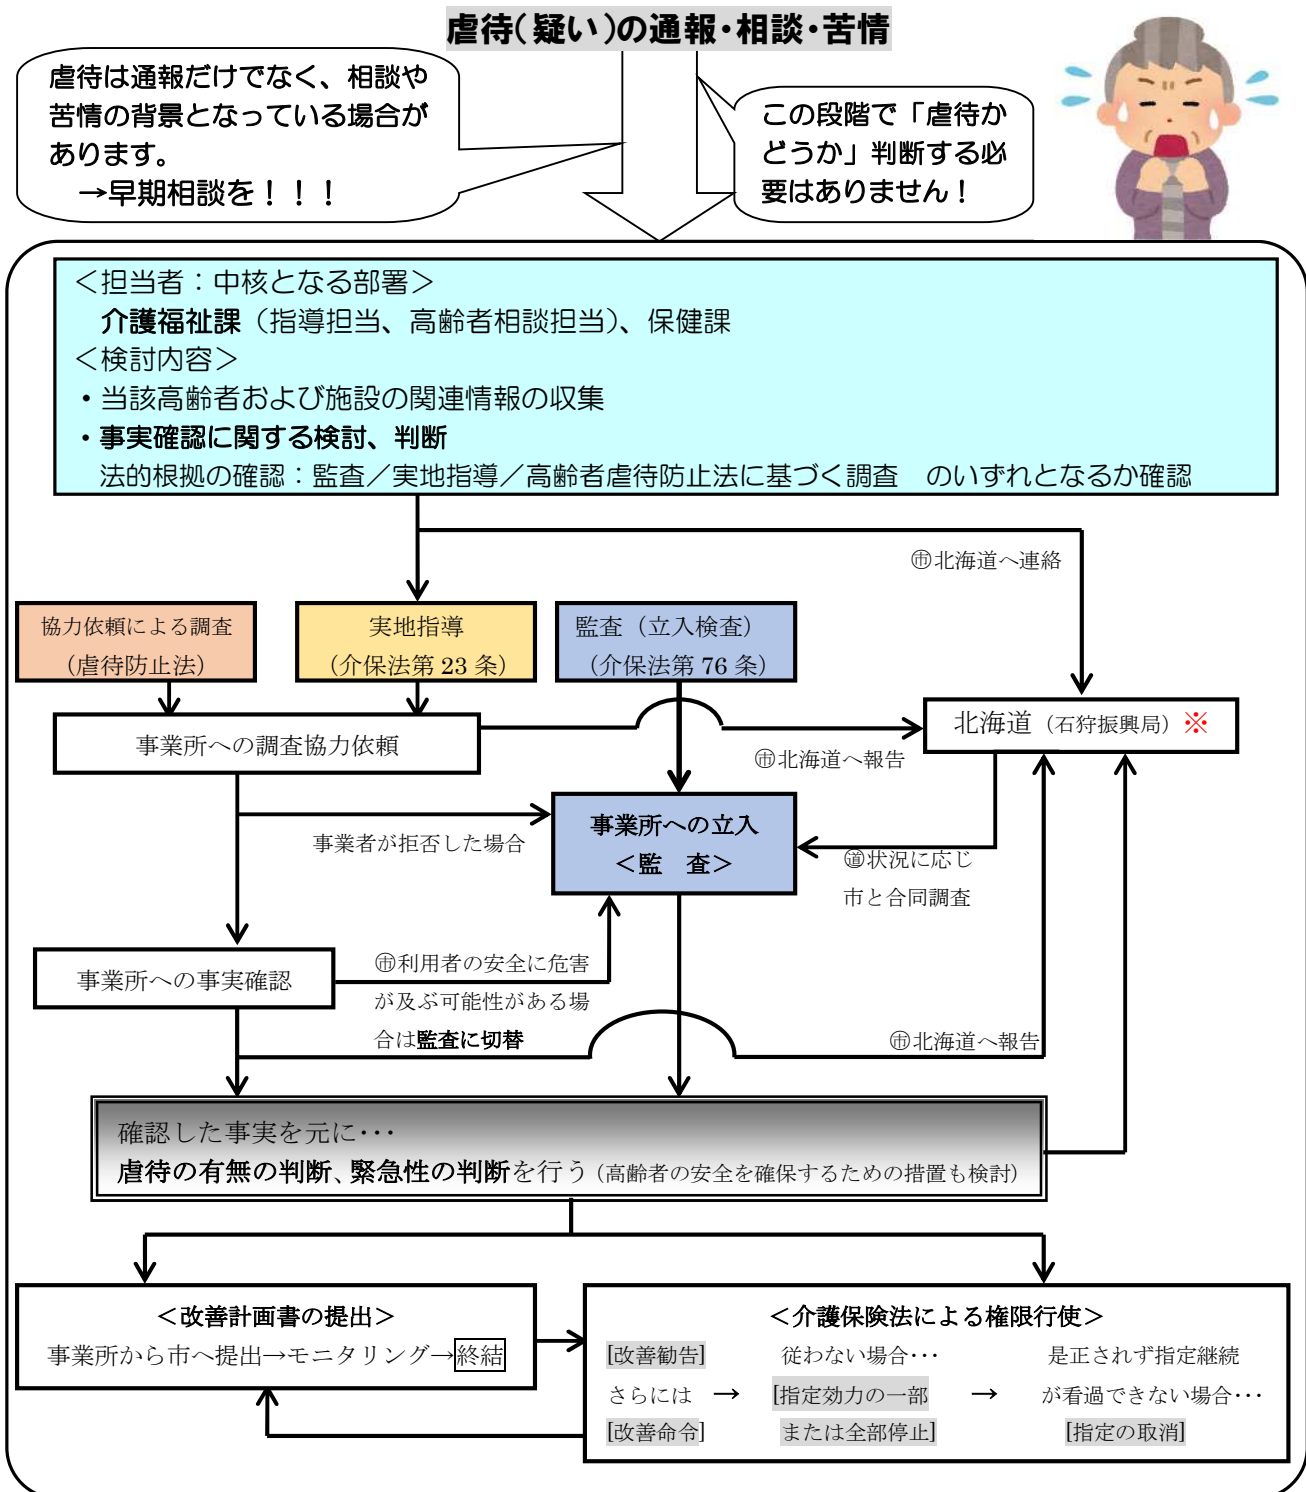 虐待(疑い)の通報・相談・苦情
虐待は通報だけでなく、相談や
苦情の背景となっている場合が
あります。
→早期相談を！！！
この段階で「虐待か
どうか」判断する必
要はありません！
＜担当者：中核となる部署＞
介護福祉課（指導担当、高齢者相談担当）、保健課
＜検討内容＞
・当該高齢者および施設の関連情報の収集
・事実確認に関する検討、判断
法的根拠の確認：監査／実地指導／高齢者虐待防止法に基づく調査　のいずれとなるか確認
㊞北海道へ連絡
協力依頼による調査
（虐待防止法）
実地指導
（介保法第 23 条）
監査（立入検査）
（介保法第 76 条）
事業所への調査協力依頼
北海道（石狩振興局）※
㊞北海道へ報告
事業者が拒否した場合
事業所への立入
＜監　査＞
道状況に応じ
市と合同調査
事業所への事実確認
市利用者の安全に危害
が及ぶ可能性がある場
合は監査に切替
市北海道へ報告
確認した事実を元に･･･
虐待の有無の判断、緊急性の判断を行う（高齢者の安全を確保するための措置も検討）
＜改善計画書の提出＞
事業所から市へ提出→モニタリング→終結
＜介護保険法による権限行使＞
[改善勧告]　従わない場合･･･　是正されず指定継続
さらには　→　[指定効力の一部　→　が看過できない場合･･･
[改善命令]　または全部停止]　[指定の取消]